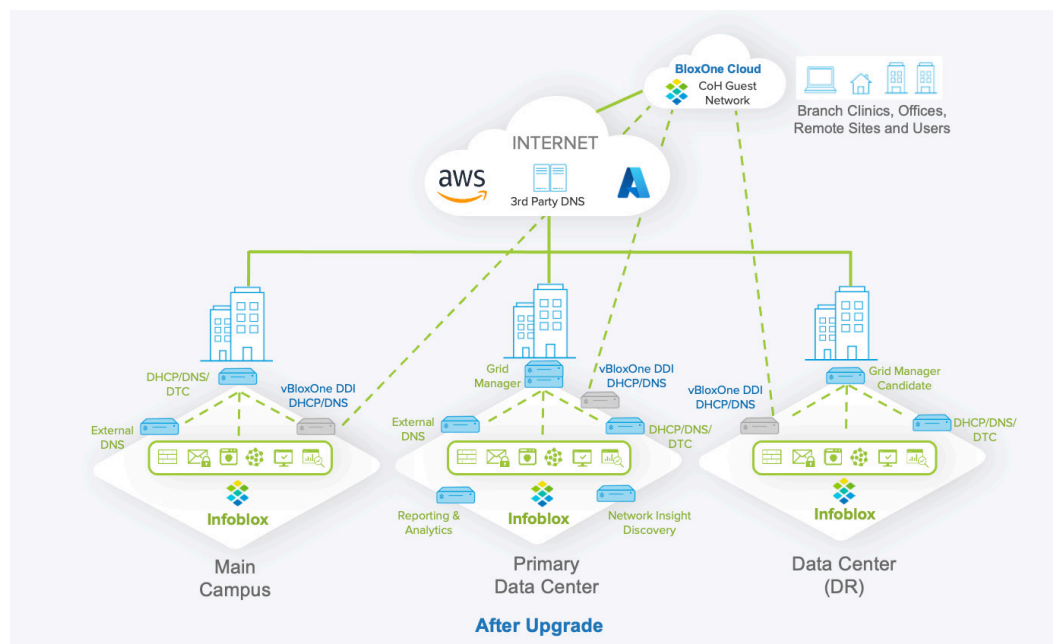 BloxOne Cloud
CoH Guest
Network
Branch Clinics, Offices,
Remote Sites and Users
INTERNET
aws
3rd Party DNS
DHCP/DNS/
DTC
vBloxOne DDI
DHCP/DNS
External
DNS
Infoblox
Main
Campus
Grid
Manager
vBloxOne DDI
DHCP/DNS
External
DNS
DHCP/DNS/
DTC
Reporting &
Analytics
Infoblox
Network Insight
Discovery
Primary
Data Center
Grid Manager
Candidate
vBloxOne DDI
DHCP/DNS
DHCP/DNS/
DTC
Infoblox
Data Center
(DR)
After Upgrade